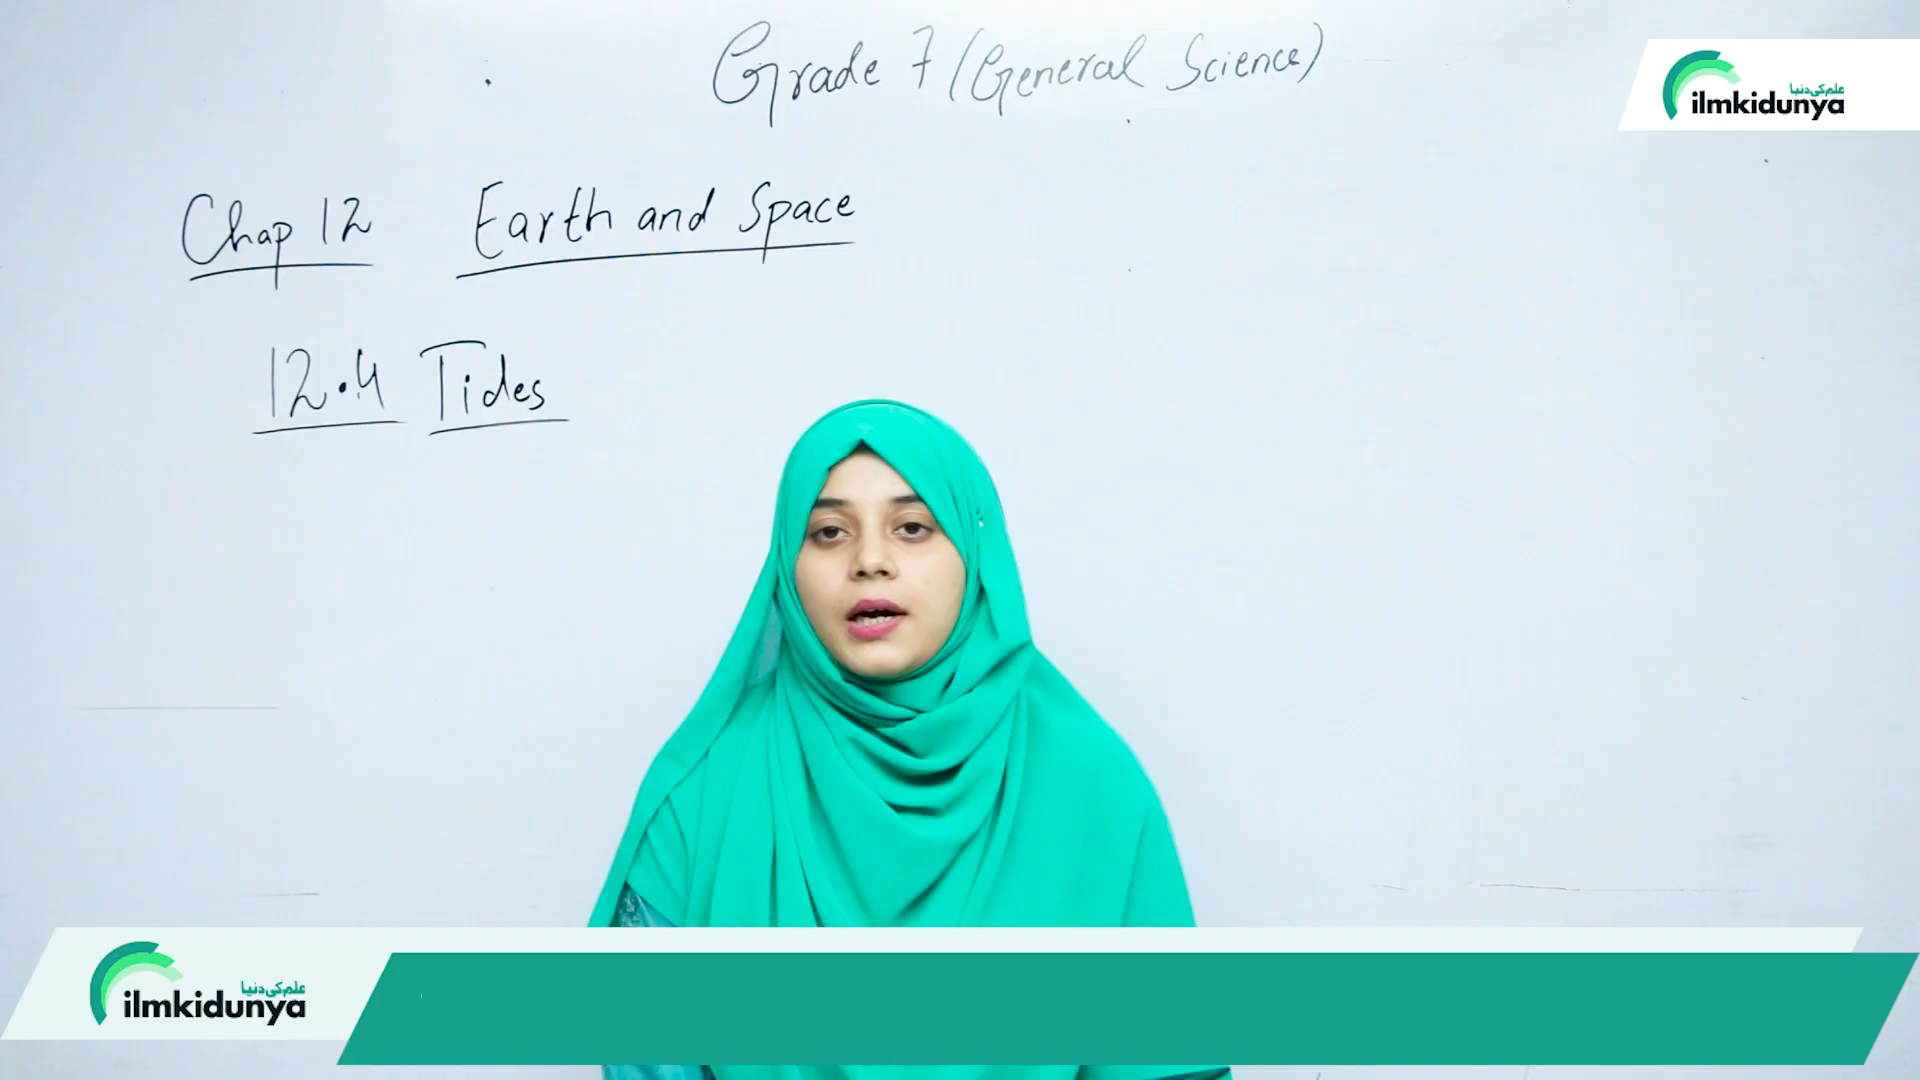 Grade 7 (General Science)
علم کی دنیا
ilmkidunya
Chap 12 Earth and Space
12.4 Tides
علم کی دنیا
ilmkidunya